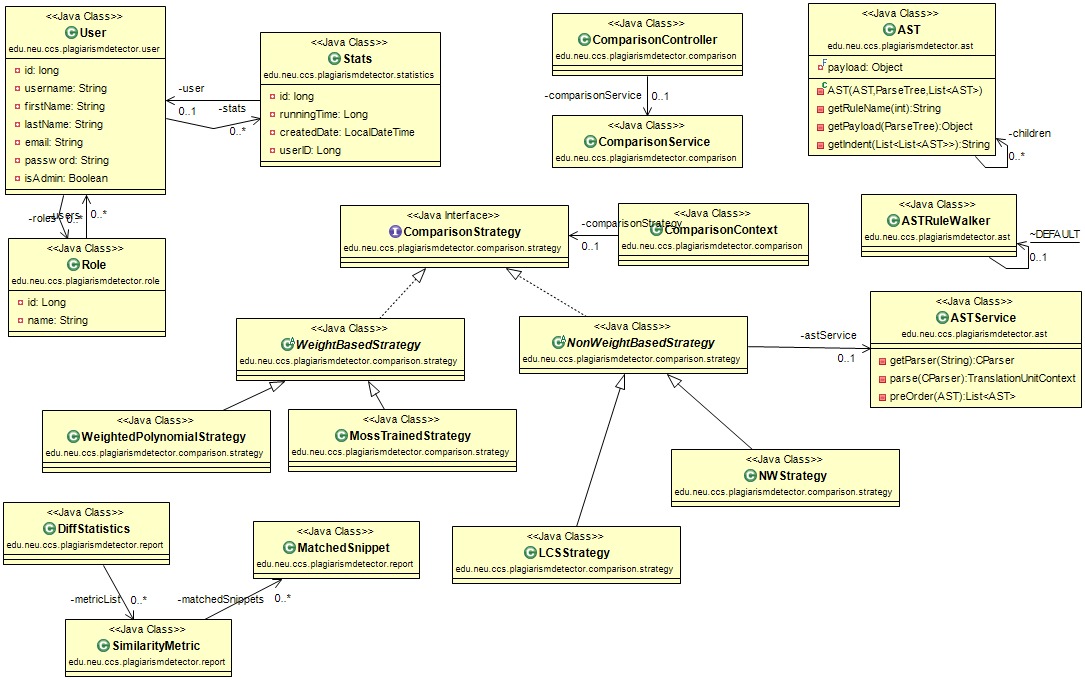 <<Java Class>>
User
edu.neu.ccs.plagiarismdetector.user
id: long
username: String
firstName: String
lastName: String
email: String
password: String
isAdmin: Boolean
<<Java Class>>
Stats
edu.neu.ccs.plagiarismdetector.statistics
id: long
runningTime: Long
createdDate: LocalDateTime
userID: Long
-user
0..1
-stats
0..*
<<Java Class>>
ComparisonController
edu.neu.ccs.plagiarismdetector.comparison
-comparisonService
0..1
<<Java Class>>
ComparisonService
edu.neu.ccs.plagiarismdetector.comparison
<<Java Class>>
AST
edu.neu.ccs.plagiarismdetector.ast
F
payload: Object
C
AST(AST,ParseTree,List<AST>)
getRuleName(int):String
getPayload(ParseTree):Object
getIndent(List<List<AST>>):String
-children
0..*
-roles
0..*
-users
0..*
<<Java Class>>
Role
edu.neu.ccs.plagiarismdetector.role
id: Long
name: String
<<Java Interface>>
ComparisonStrategy
edu.neu.ccs.plagiarismdetector.comparison.strategy
-comparisonStrategy
0..1
<<Java Class>>
ComparisonContext
edu.neu.ccs.plagiarismdetector.comparison
<<Java Class>>
ASTRuleWalker
edu.neu.ccs.plagiarismdetector.ast
~DEFAULT
0..1
<<Java Class>>
WeightBasedStrategy
edu.neu.ccs.plagiarismdetector.comparison.strategy
<<Java Class>>
NonWeightBasedStrategy
edu.neu.ccs.plagiarismdetector.comparison.strategy
-astService
0..1
<<Java Class>>
ASTService
edu.neu.ccs.plagiarismdetector.ast
getParser(String):CParser
parse(CParser):TranslationUnitContext
preOrder(AST):List<AST>
<<Java Class>>
WeightedPolynomialStrategy
edu.neu.ccs.plagiarismdetector.comparison.strategy
<<Java Class>>
MossTrainedStrategy
edu.neu.ccs.plagiarismdetector.comparison.strategy
<<Java Class>>
NWStrategy
edu.neu.ccs.plagiarismdetector.comparison.strategy
<<Java Class>>
DiffStatistics
edu.neu.ccs.plagiarismdetector.report
<<Java Class>>
MatchedSnippet
edu.neu.ccs.plagiarismdetector.report
<<Java Class>>
LCSStrategy
edu.neu.ccs.plagiarismdetector.comparison.strategy
-metricList
0..*
-matchedSnippets
0..*
<<Java Class>>
SimilarityMetric
edu.neu.ccs.plagiarismdetector.report